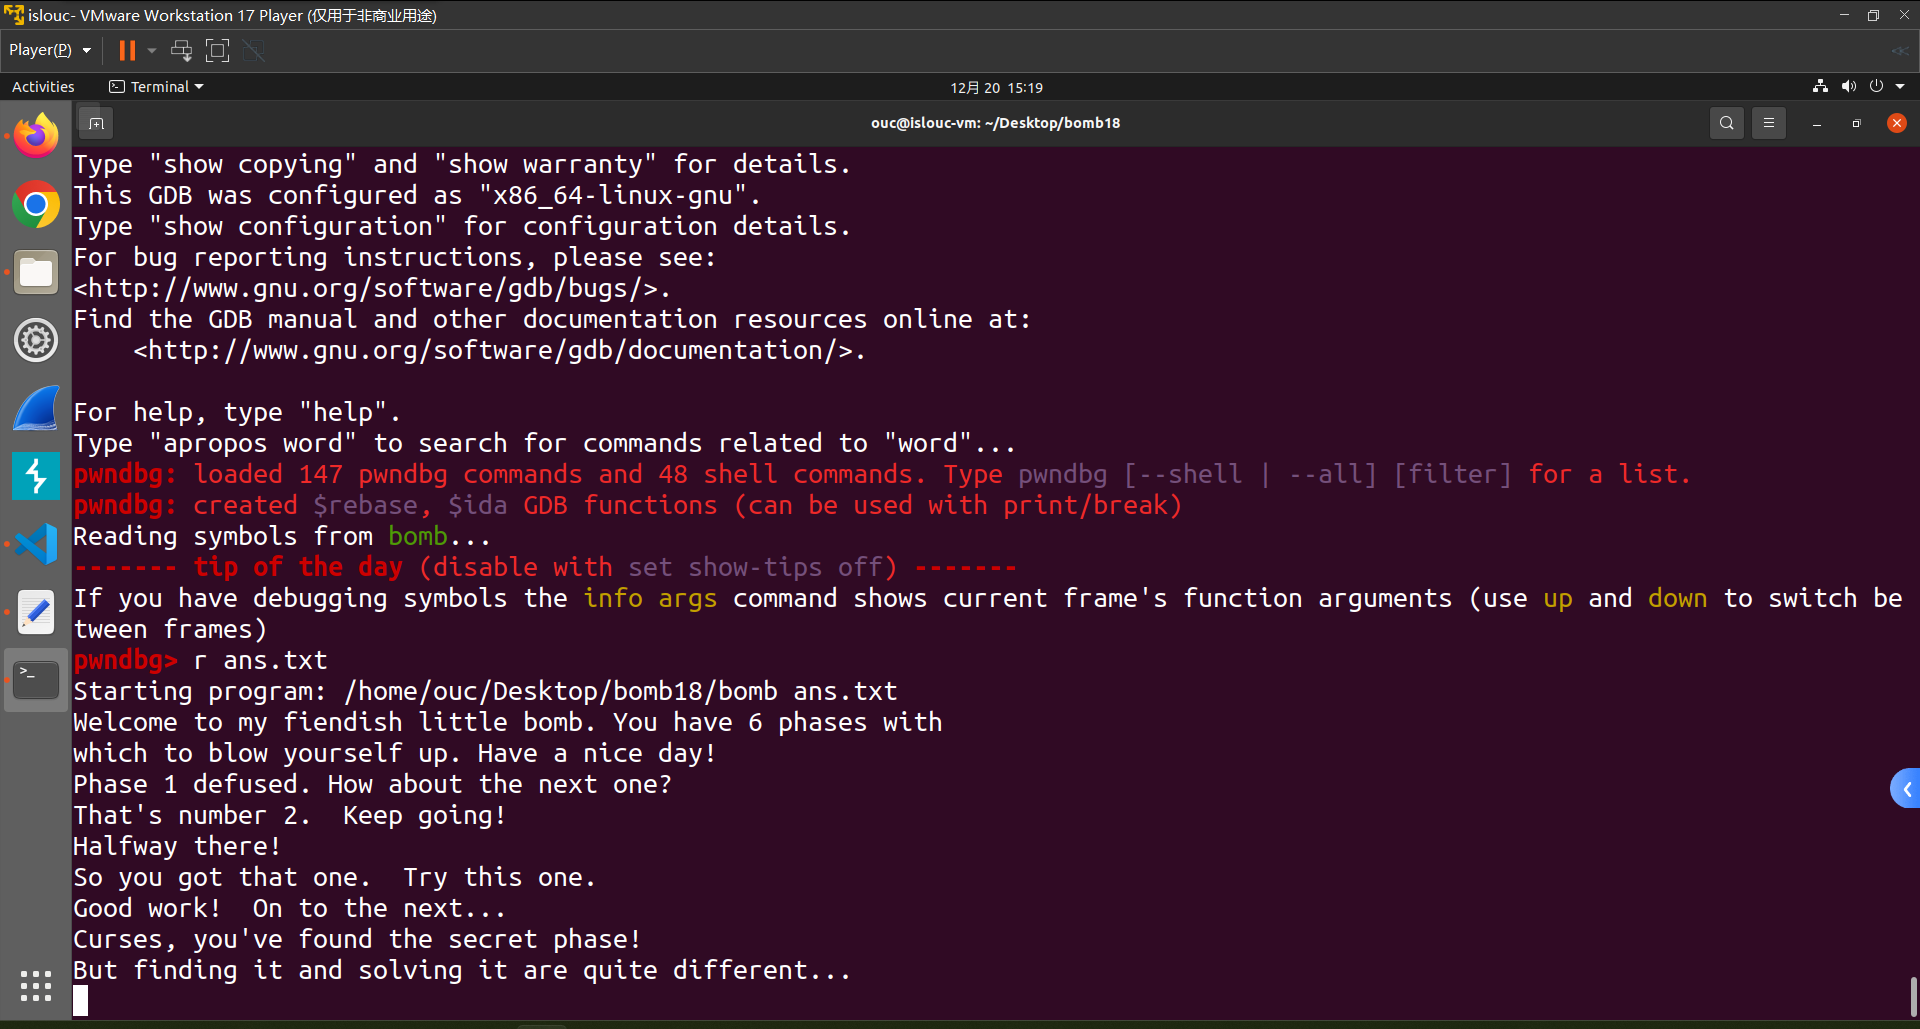 islouc- VMware Workstation 17 Player (仅用于非商业用途)
Player(P)
Activities
Terminal
12月 20 15:19
ouc@islouc-vm: ~/Desktop/bomb18
Type "show copying" and "show warranty" for details.
This GDB was configured as "x86_64-linux-gnu".
Type "show configuration" for configuration details.
For bug reporting instructions, please see:
<http://www.gnu.org/software/gdb/bugs/>.
Find the GDB manual and other documentation resources online at:
    <http://www.gnu.org/software/gdb/documentation/>.
For help, type "help".
Type "apropos word" to search for commands related to "word"...
pwndbg: loaded 147 pwndbg commands and 48 shell commands. Type pwndbg [--shell | --all] [filter] for a list.
pwndbg: created $rebase, $ida GDB functions (can be used with print/break)
Reading symbols from bomb...
------- tip of the day (disable with set show-tips off) -------
If you have debugging symbols the info args command shows current frame's function arguments (use up and down to switch be
tween frames)
pwndbg> r ans.txt
Starting program: /home/ouc/Desktop/bomb18/bomb ans.txt
Welcome to my fiendish little bomb. You have 6 phases with
which to blow yourself up. Have a nice day!
Phase 1 defused. How about the next one?
That's number 2.  Keep going!
Halfway there!
So you got that one.  Try this one.
Good work!  On to the next...
Curses, you've found the secret phase!
But finding it and solving it are quite different...